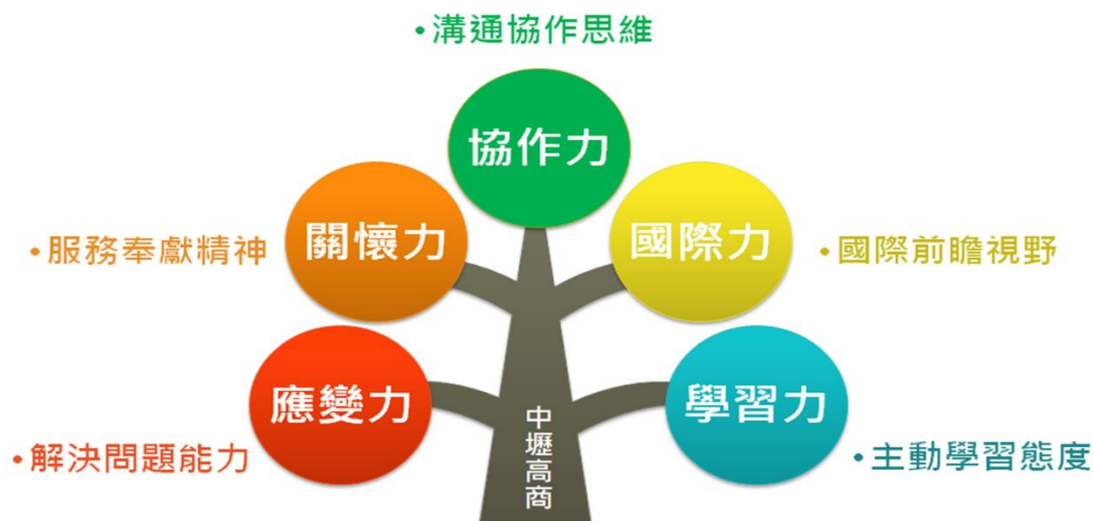 •溝通協作思維
協作力
關懷力
國際力
•服務奉獻精神
•國際前瞻視野
應變力
學習力
中壢高商
•解決問題能力
•主動學習態度